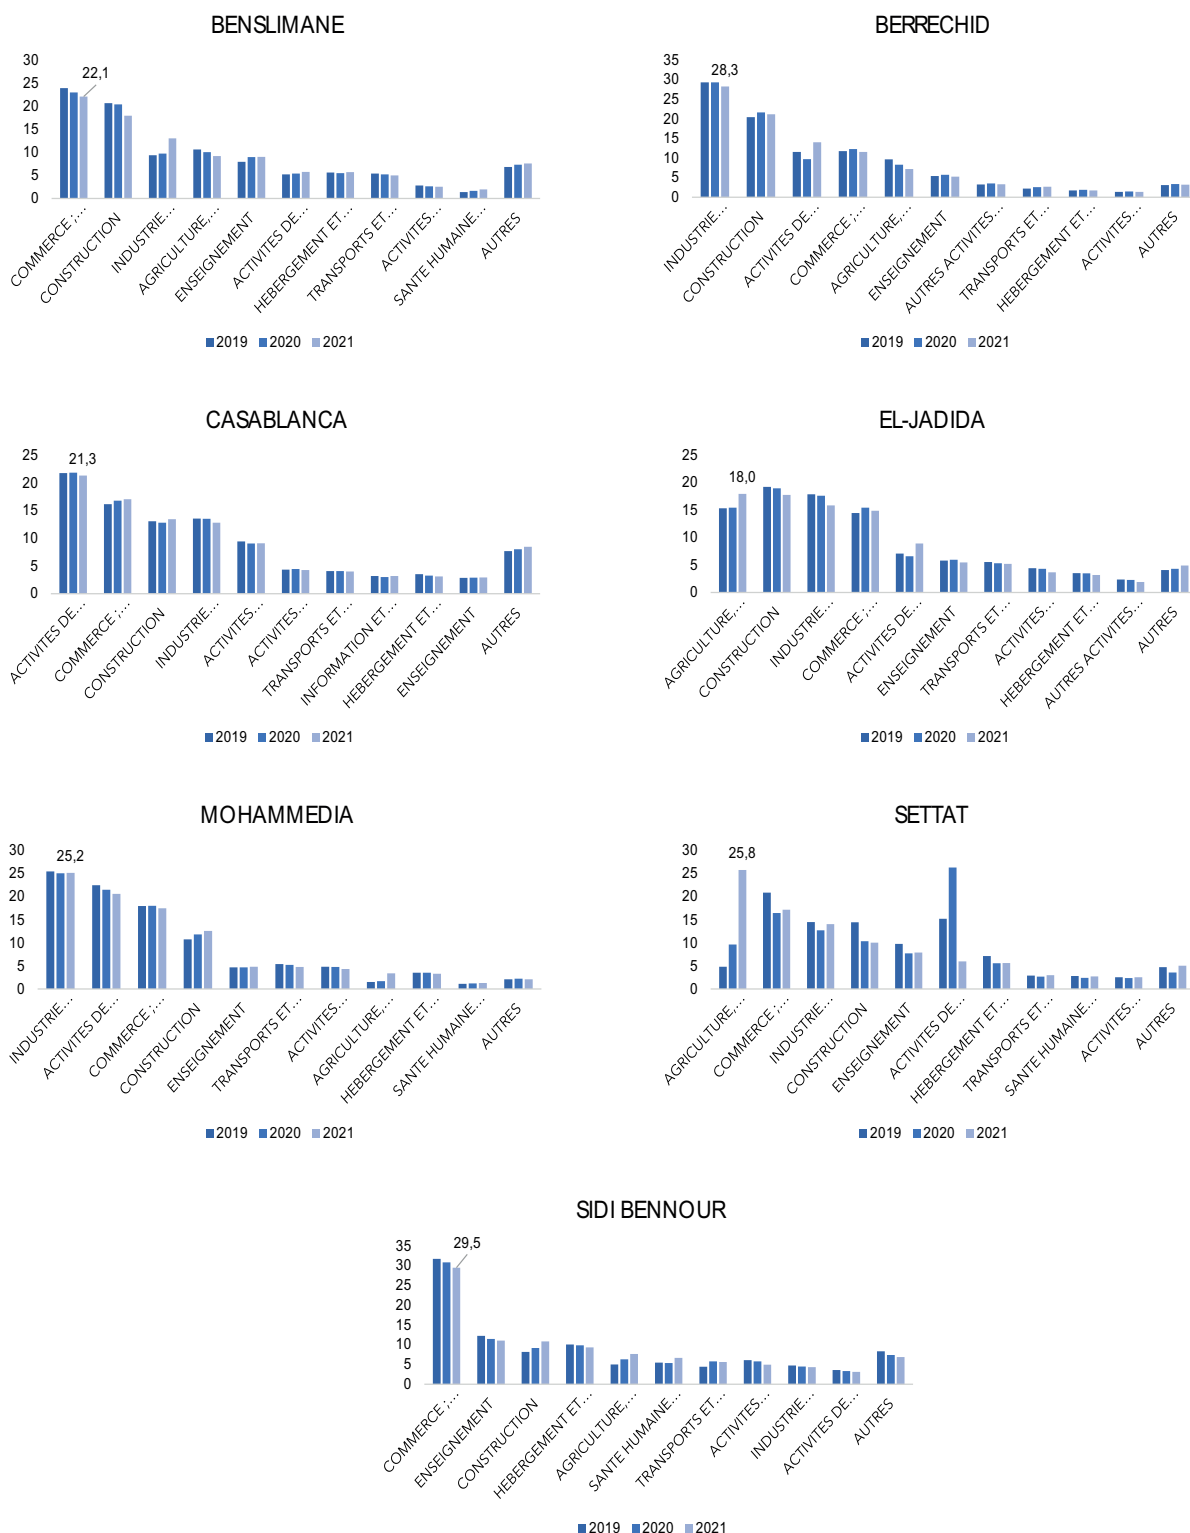 BENSLIMANE
30
25
20
15
10
5
0
22,1
COMMERCE ;...
CONSTRUCTION
INDUSTRIE...
AGRICULTURE,...
ENSEIGNEMENT
ACTIVITES DE...
HEBERGEMENT ET...
TRANSPORTS ET...
ACTIVITES...
SANTE HUMAINE...
AUTRES
2019 2020 2021
BERRECHID
35
30
25
20
15
10
5
0
28,3
INDUSTRIE...
CONSTRUCTION
ACTIVITES DE...
COMMERCE ;...
AGRICULTURE...
ENSEIGNEMENT
AUTRES ACTIVITES...
TRANSPORTS ET...
HEBERGEMENT ET...
ACTIVITES...
AUTRES
2019 2020 2021
CASABLANCA
25
20
15
10
5
0
21,3
ACTIVITES DE...
COMMERCE ;...
CONSTRUCTION
INDUSTRIE...
ACTIVITES...
ACTIVITES...
TRANSPORTS ET...
INFORMATION ET...
HEBERGEMENT ET...
ENSEIGNEMENT
AUTRES
2019 2020 2021
EL-JADIDA
25
20
15
10
5
0
18,0
AGRICULTURE,...
CONSTRUCTION
INDUSTRIE...
COMMERCE ;...
ACTIVITES DE...
ENSEIGNEMENT
TRANSPORTS ET...
ACTIVITES...
HEBERGEMENT ET...
AUTRES ACTIVITES...
AUTRES
2019 2020 2021
MOHAMMEDIA
30
25
20
15
10
5
0
25,2
INDUSTRIE...
ACTIVITES DE...
COMMERCE ;...
CONSTRUCTION
ENSEIGNEMENT
TRANSPORTS ET...
ACTIVITES...
AGRICULTURE,...
HEBERGEMENT ET...
SANTE HUMAINE...
AUTRES
2019 2020 2021
SETTAT
30
25
20
15
10
5
0
25,8
AGRICULTURE,...
COMMERCE ;...
INDUSTRIE...
CONSTRUCTION
ENSEIGNEMENT
ACTIVITES DE...
HEBERGEMENT ET...
TRANSPORTS ET...
SANTE HUMAINE...
ACTIVITES...
AUTRES
2019 2020 2021
SIDI BENNOUR
35
30
25
20
15
10
5
0
29,5
COMMERCE ;...
ENSEIGNEMENT
CONSTRUCTION
HEBERGEMENT ET...
AGRICULTURE,...
SANTE HUMAINE...
TRANSPORTS ET...
ACTIVITES...
INDUSTRIE...
ACTIVITES DE...
AUTRES
2019 2020 2021